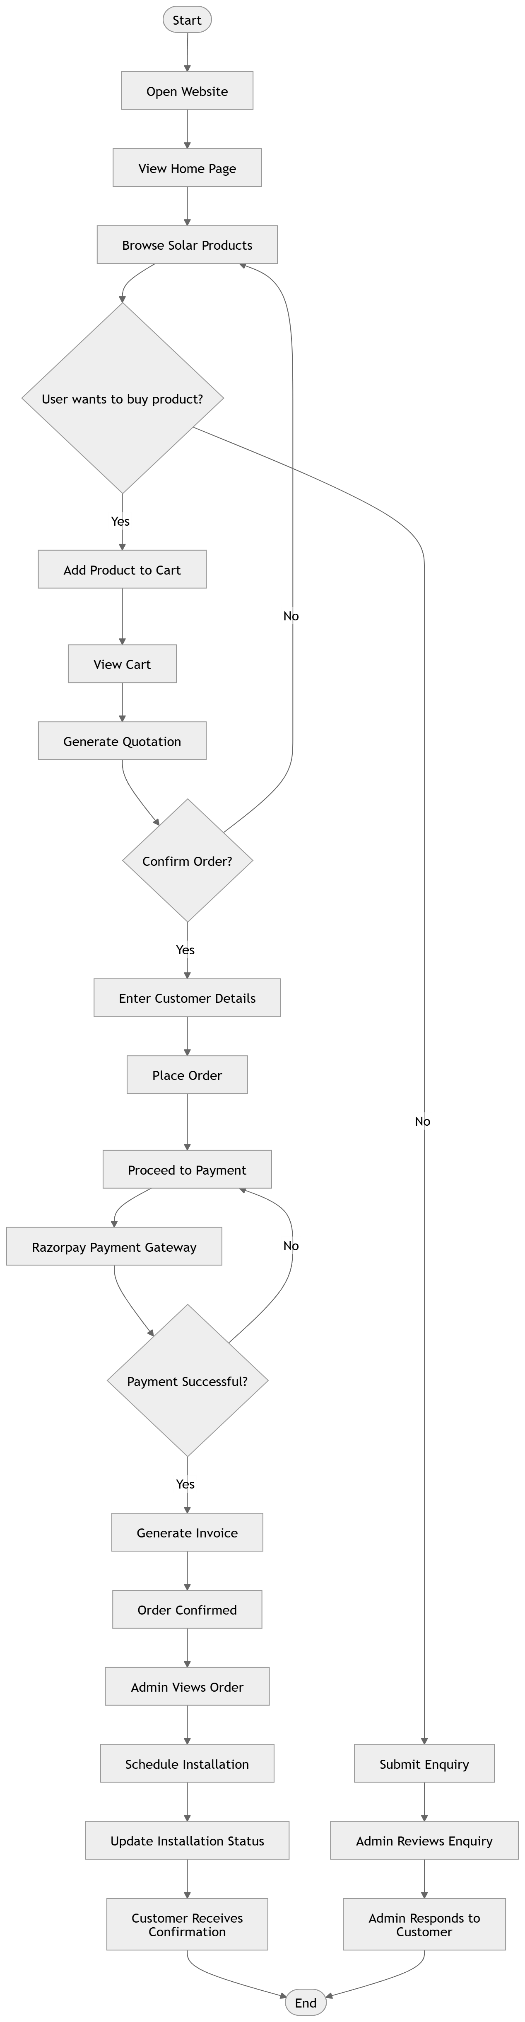 Start
Open Website
View Home Page
Browse Solar Products
User wants to buy product?
Yes
Add Product to Cart
No
View Cart
Generate Quotation
Confirm Order?
Yes
Enter Customer Details
Place Order
No
Proceed to Payment
Razorpay Payment Gateway
No
Payment Successful?
Yes
Generate Invoice
Order Confirmed
Admin Views Order
Schedule Installation
Submit Enquiry
Update Installation Status
Admin Reviews Enquiry
Customer Receives
Confirmation
Admin Responds to
Customer
End